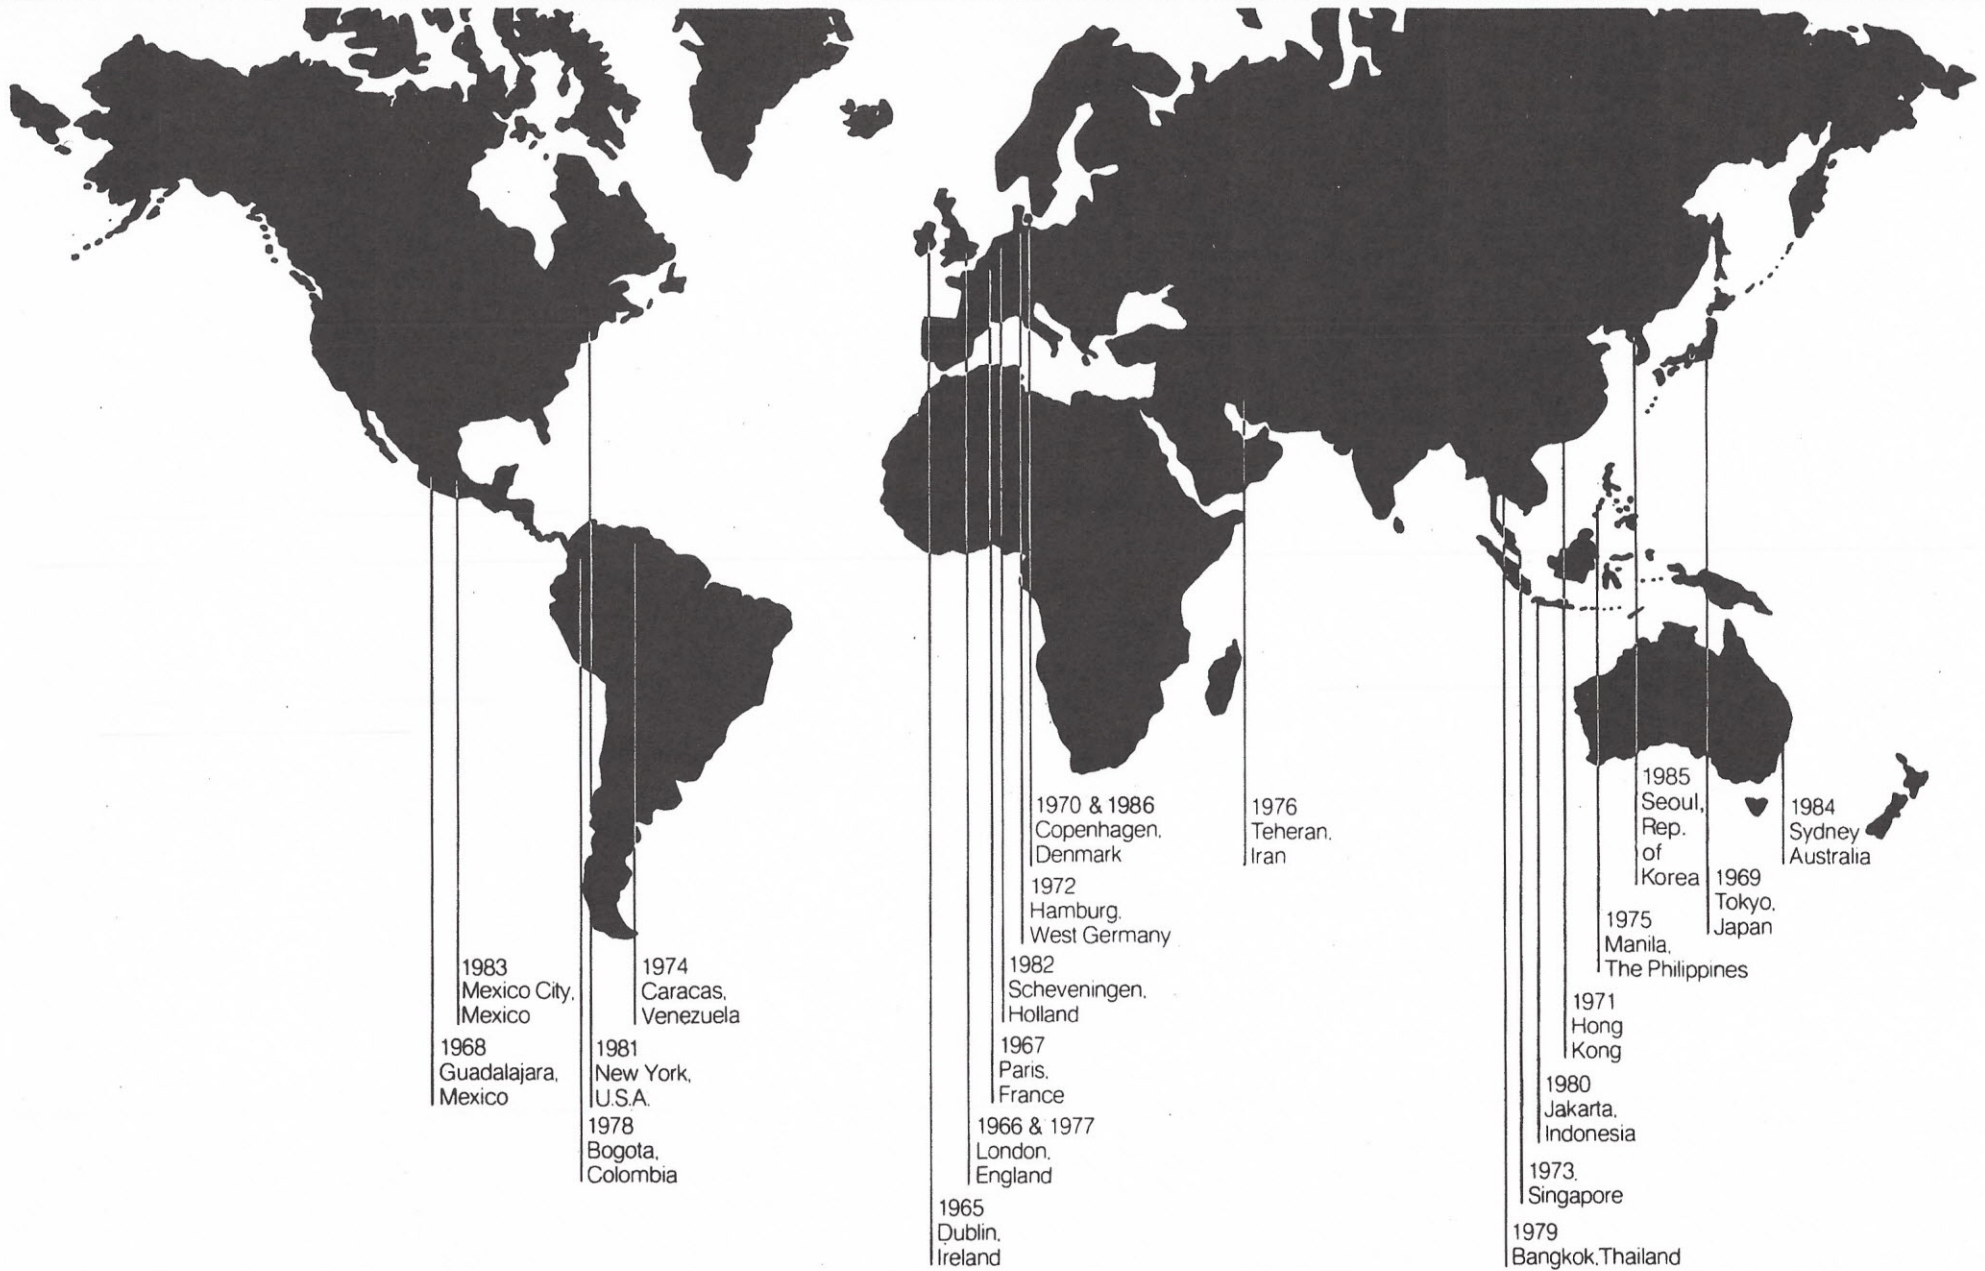 1983
Mexico City,
Mexico
1968
Guadalajara,
Mexico
1974
Caracas,
Venezuela
1981
New York,
U.S.A.
1978
Bogota,
Colombia
1970 & 1986
Copenhagen,
Denmark
1972
Hamburg,
West Germany
1982
Scheveningen,
Holland
1967
Paris,
France
1966 & 1977
London,
England
1965
Dublin,
Ireland
1976
Teheran,
Iran
1985
Seoul,
Rep.
of
Korea
1984
Sydney
Australia
1969
Tokyo,
Japan
1975
Manila,
The Philippines
1971
Hong
Kong
1980
Jakarta,
Indonesia
1973
Singapore
1979
Bangkok, Thailand